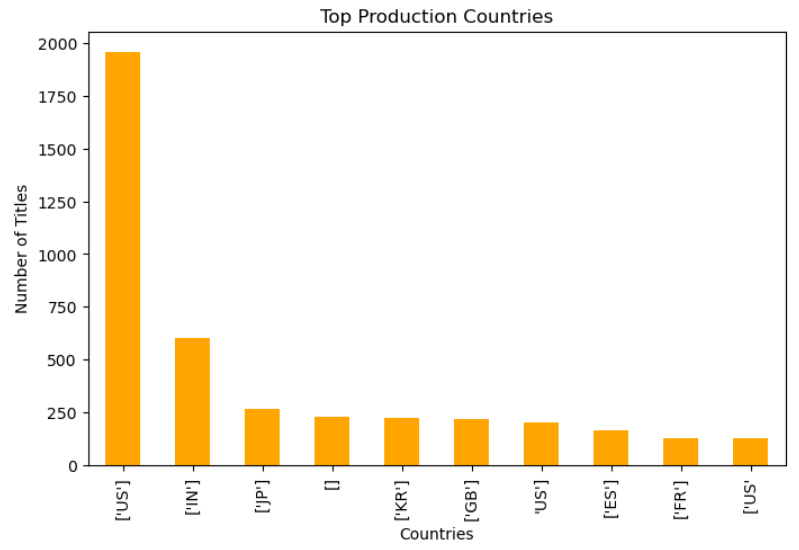 Top Production Countries
Number of Titles
2000
1750
1500
1250
1000
750
500
250
0
['US']
['IN']
['JP']
[]
['KR']
['GB']
'US']
['ES']
['FR']
['US'
Countries